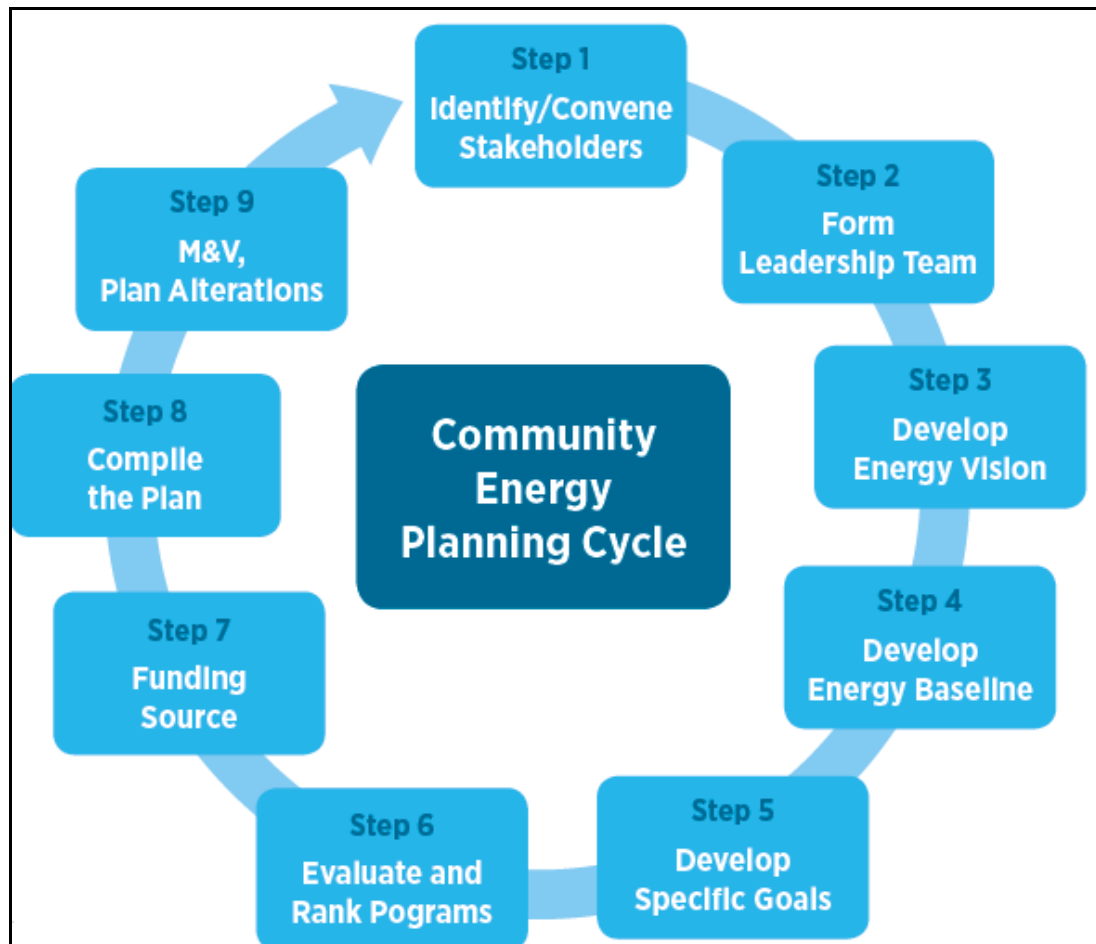 Step 1
Identify/Convene
Stakeholders
Step 2
Form
Leadership Team
Step 3
Develop
Energy Vision
Step 4
Develop
Energy Baseline
Step 5
Develop
Specific Goals
Step 6
Evaluate and
Rank Pograms
Step 7
Funding
Source
Step 8
Compile
the Plan
Step 9
M&V,
Plan Alterations
Community
Energy
Planning Cycle